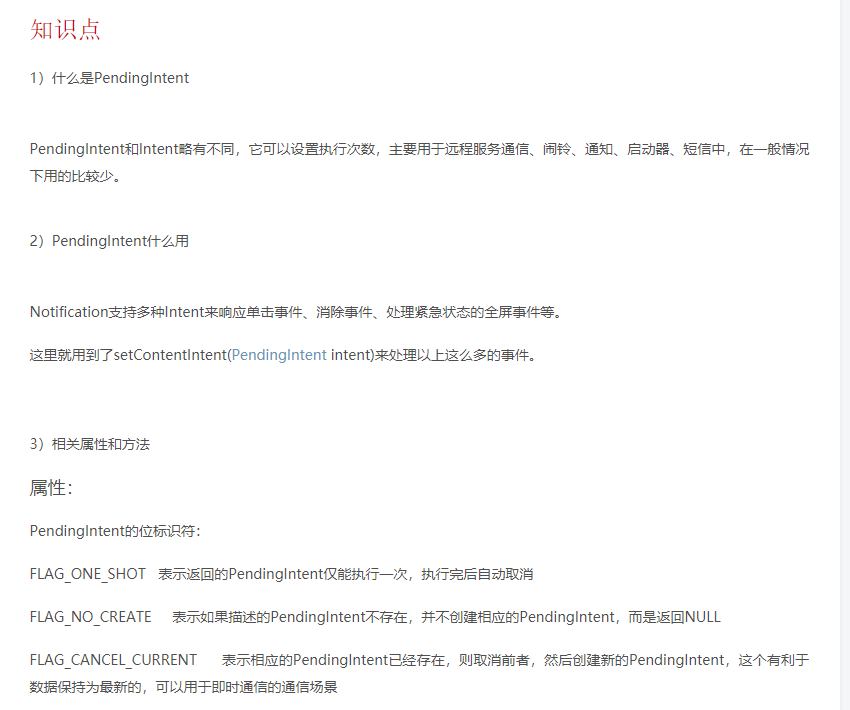 知识点
1）什么是PendingIntent
PendingIntent和Intent略有不同，它可以设置执行次数，主要用于远程服务通信、闹铃、通知、启动器、短信中，在一般情况
下用的比较少。
2）PendingIntent什么用
Notification支持多种Intent来响应单击事件、消除事件、处理紧急状态的全屏事件等。
这里就用到了setContentIntent(PendingIntent intent)来处理以上这么多的事件。
3）相关属性和方法
属性：
PendingIntent的位标识符：
FLAG_ONE_SHOT   表示返回的PendingIntent仅能执行一次，执行完后自动取消
FLAG_NO_CREATE     表示如果描述的PendingIntent不存在，并不创建相应的PendingIntent，而是返回NULL
FLAG_CANCEL_CURRENT      表示相应的PendingIntent已经存在，则取消前者，然后创建新的PendingIntent，这个有利于
数据保持为最新的，可以用于即时通信的通信场景